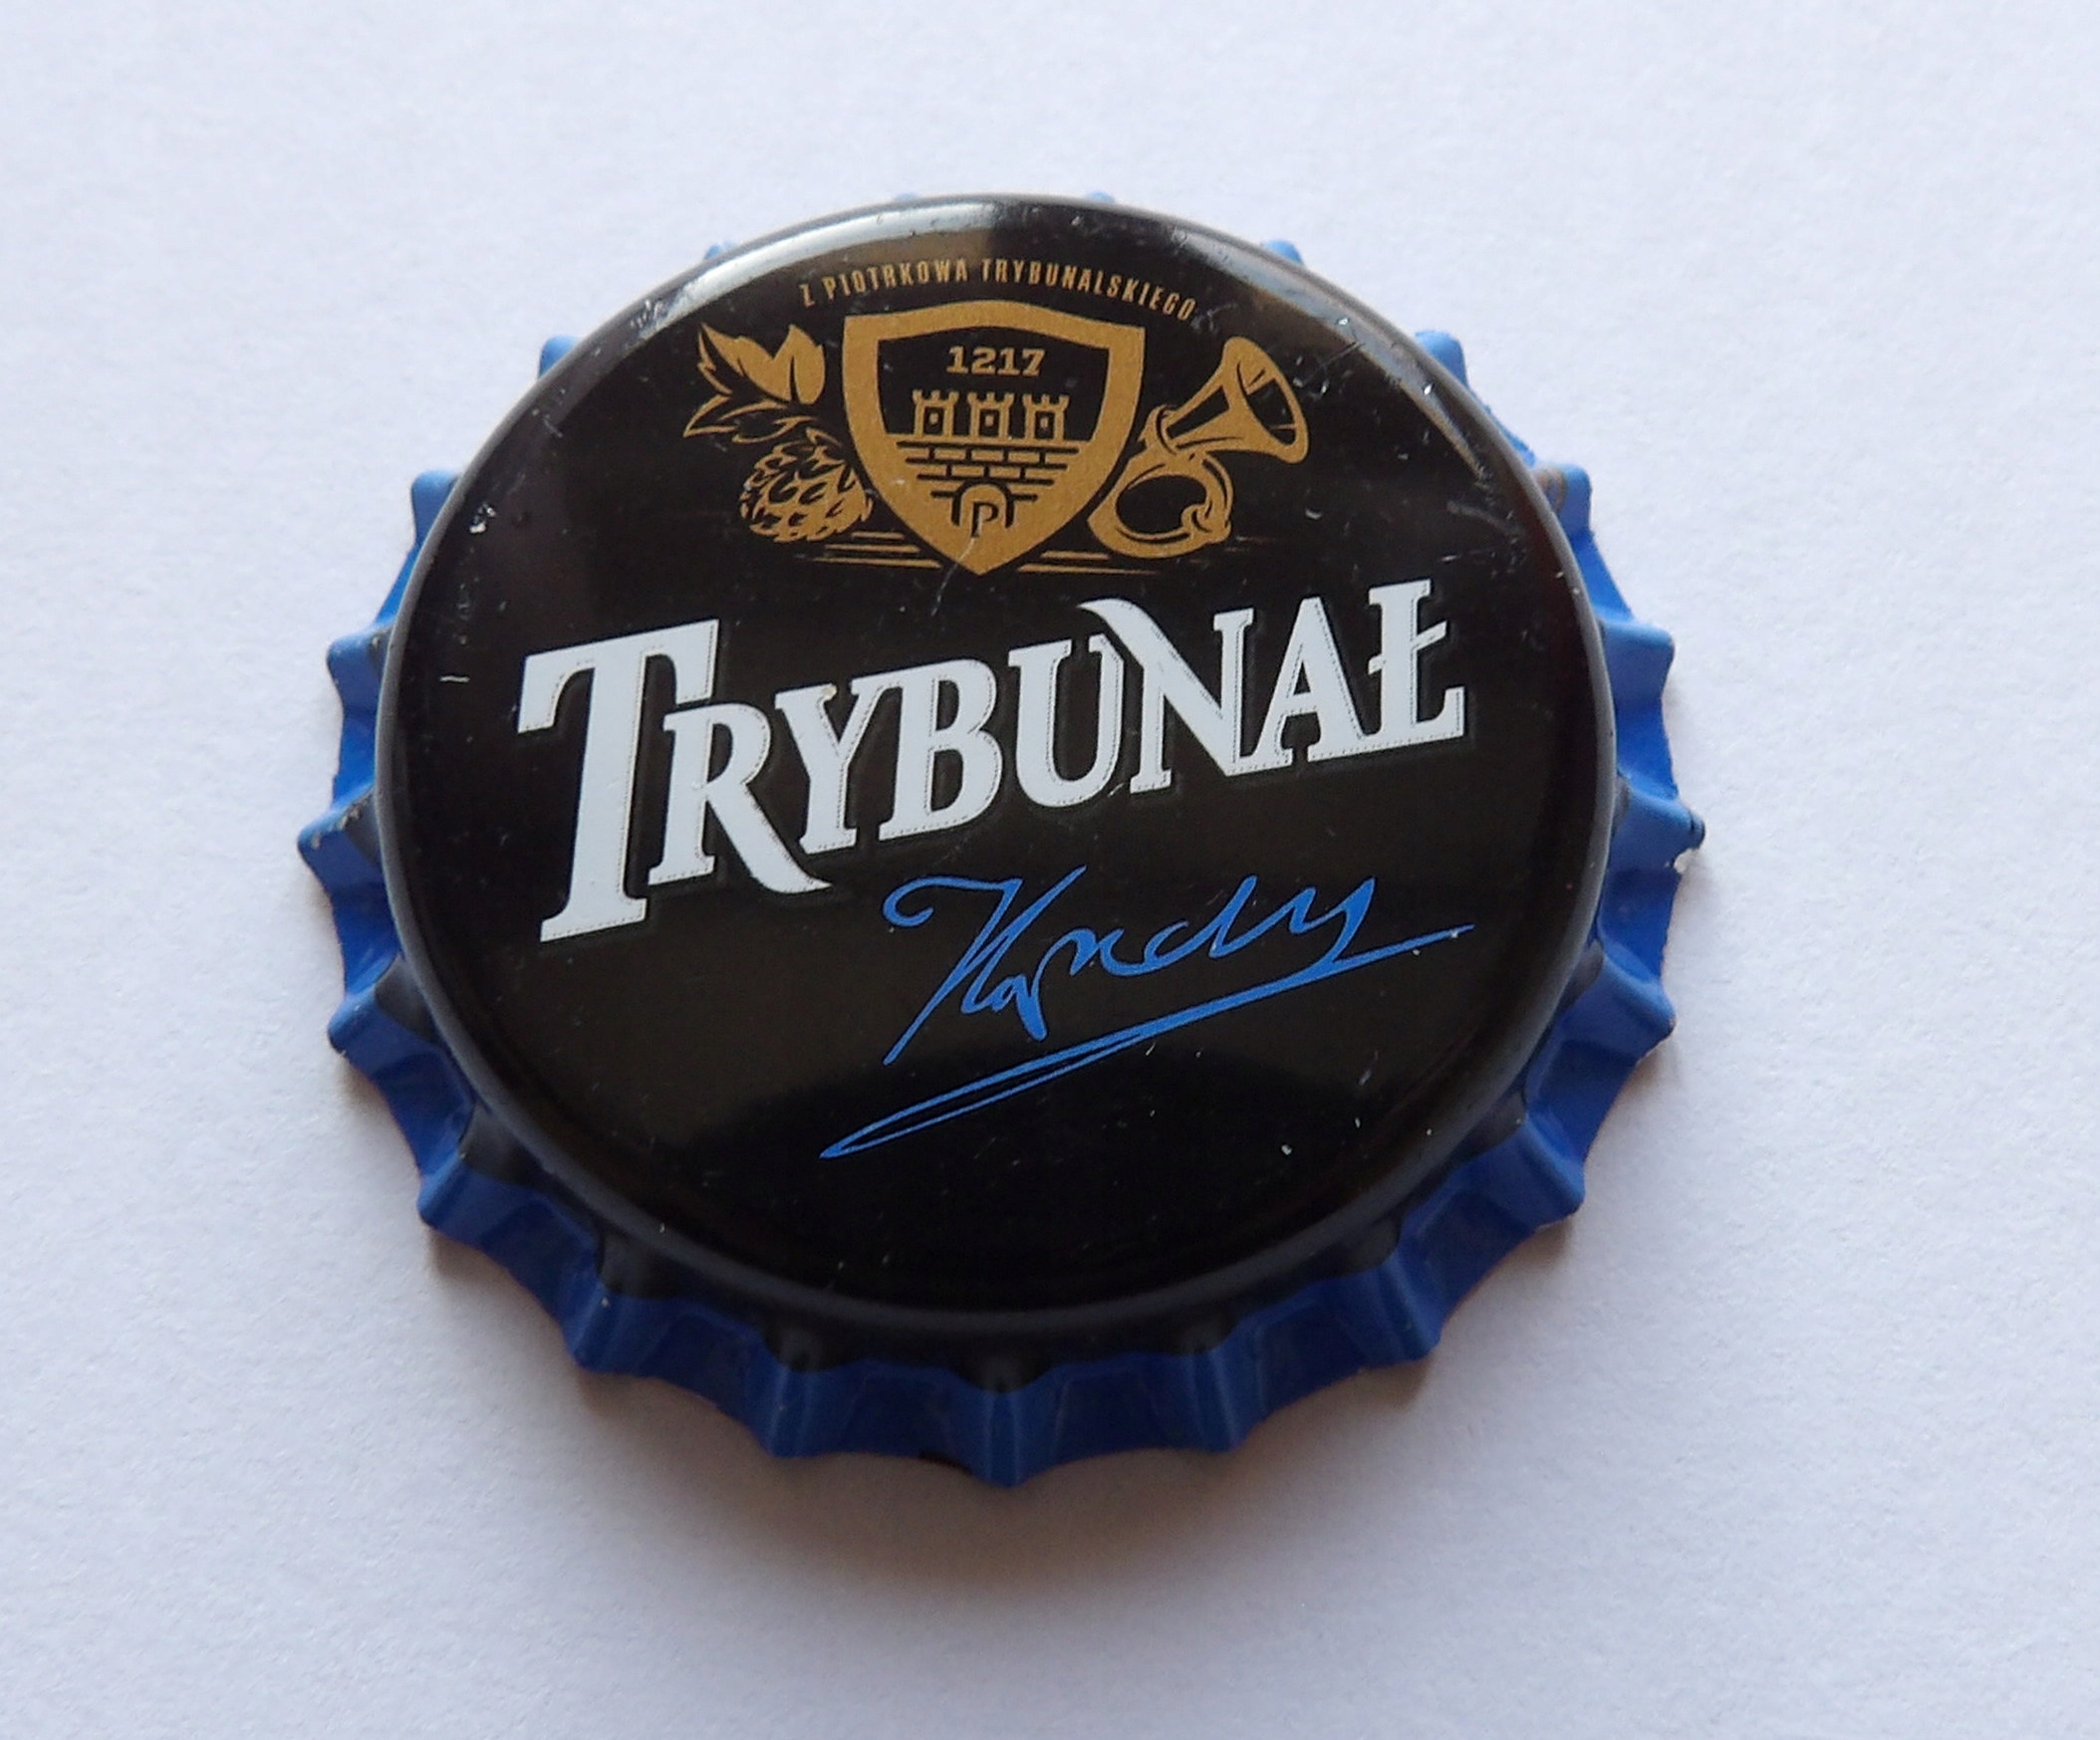 Z PIOTRKOWA TRYBUNALSKIEGO
1217
P
TRYBUNAŁ